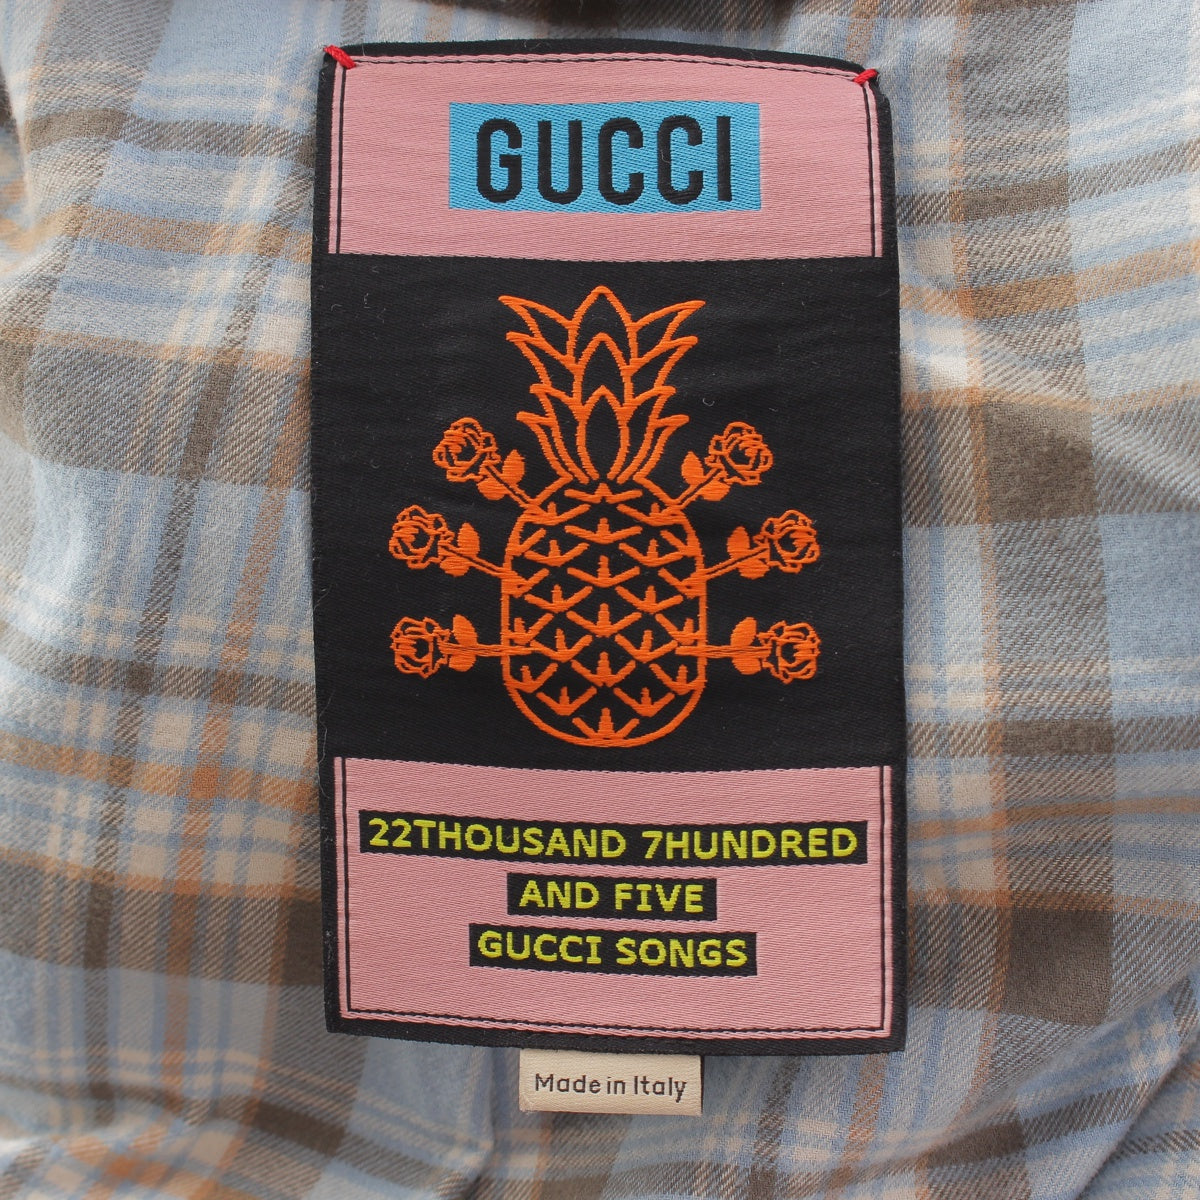 GUCCI
22THOUSAND 7HUNDRED
AND FIVE
GUCCI SONGS
Made in Italy